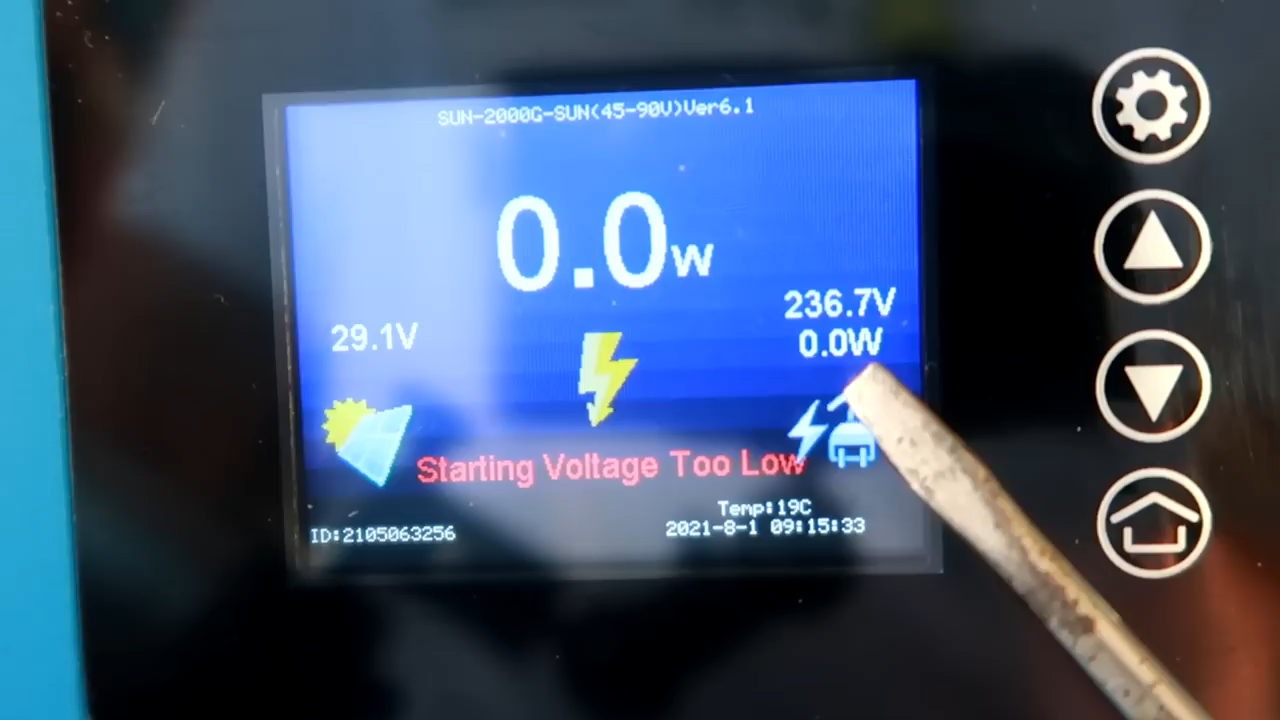 SUN-2000G-SUN(45-90V)Ver6.1
0.0W
236.7V
29.1V
0.0W
Starting Voltage Too Low
Temp:19C
ID:2105063256
2021-8-1 09:15:33